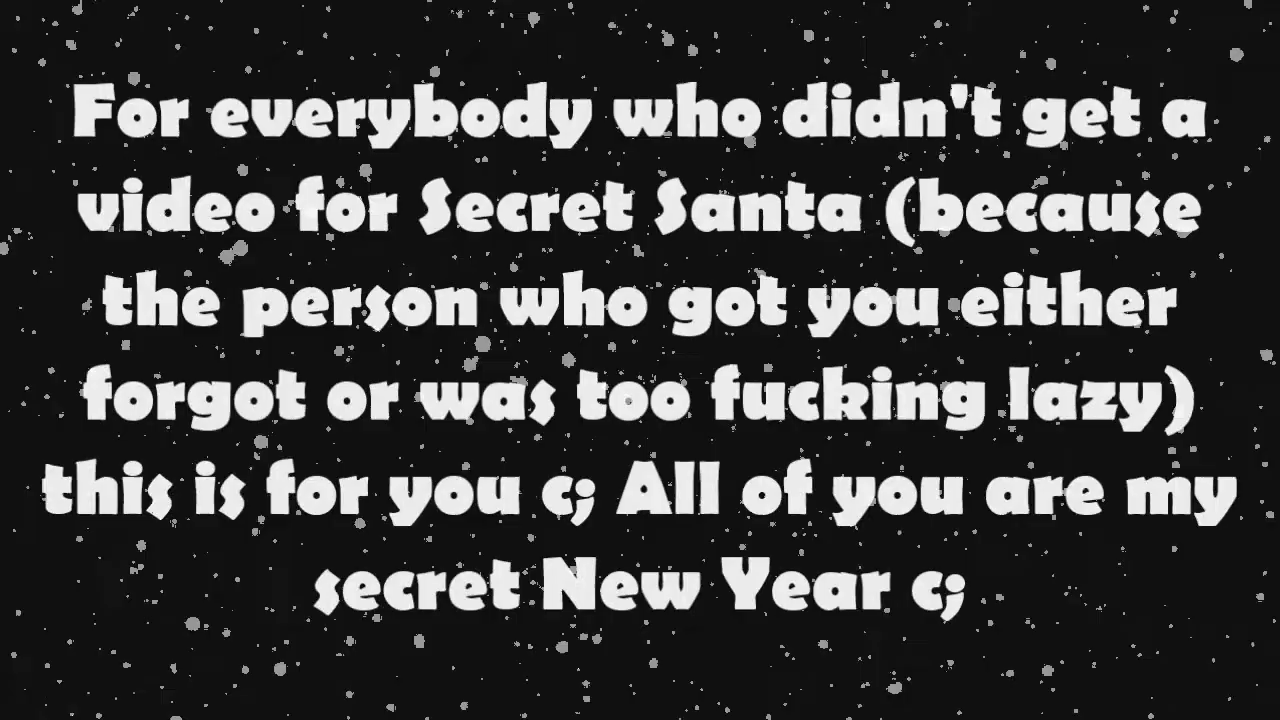 For everybody who didn't get a
video for Secret Santa (because
the person who got you either
forgot or was too fucking lazy)
this is for you c; All of you are my
secret New Year c;